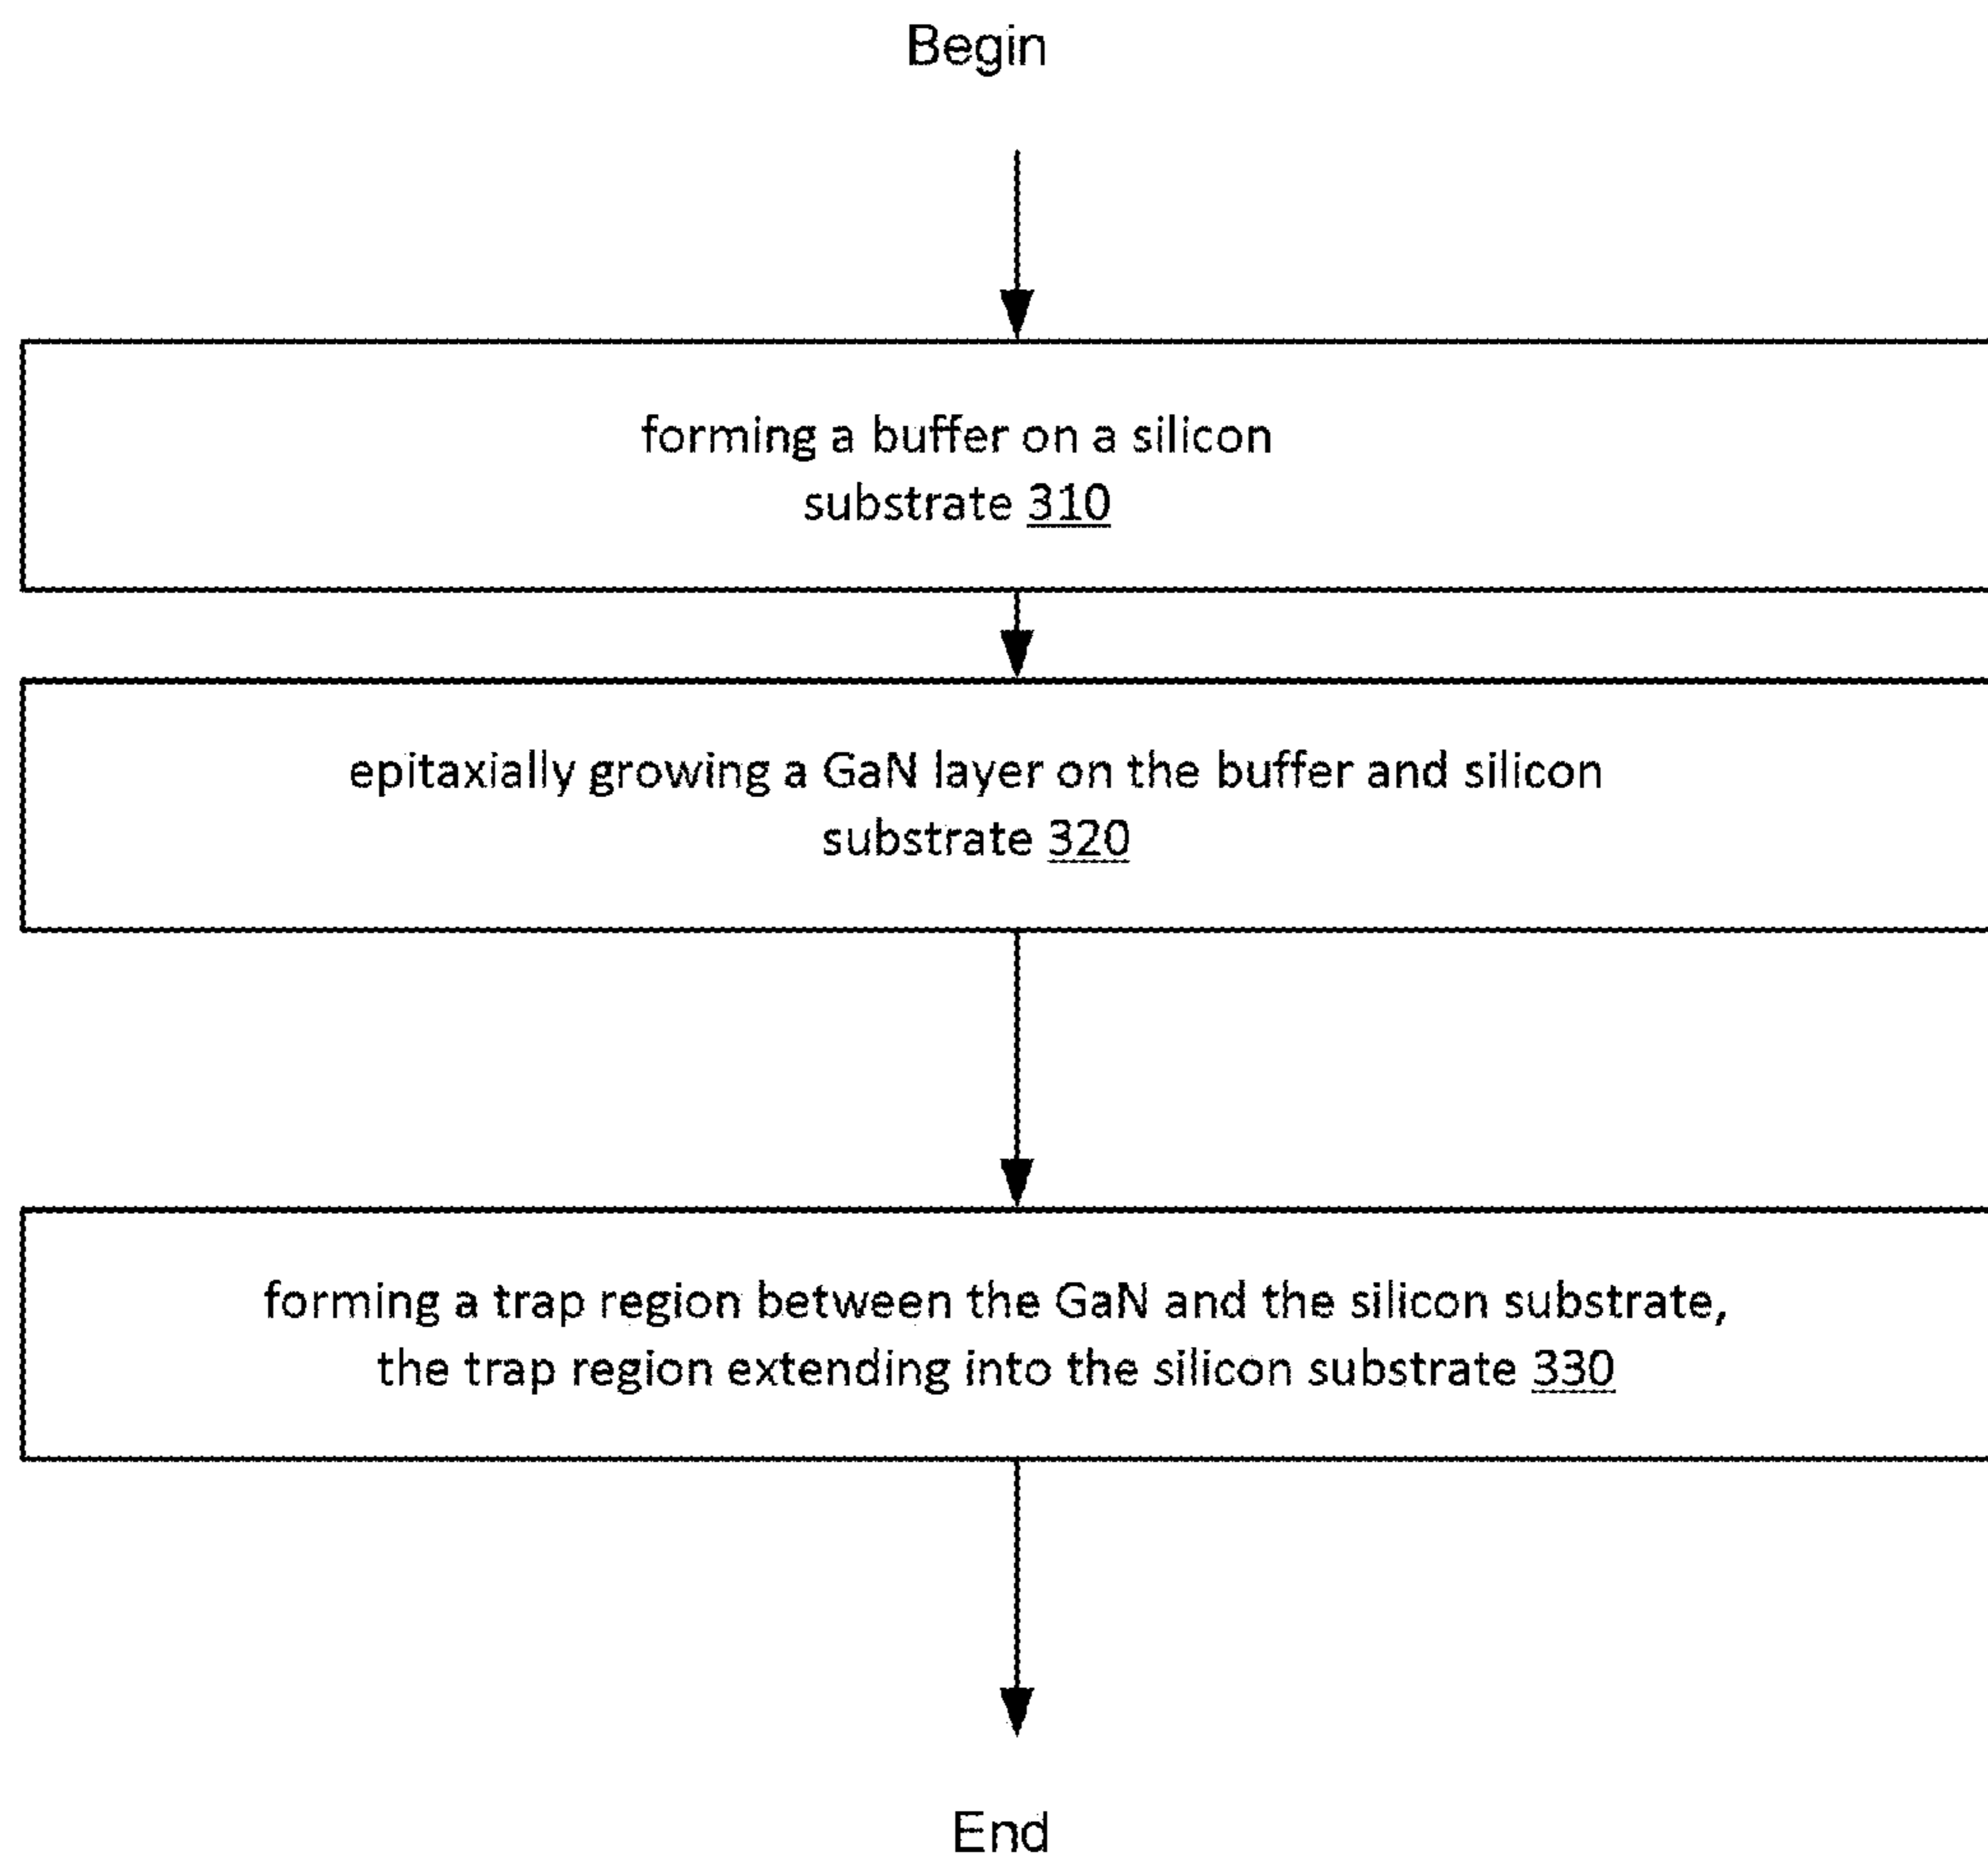 Begin
forming a buffer on a silicon
substrate 310
epitaxially growing a GaN layer on the buffer and silicon
substrate 320
forming a trap region between the GaN and the silicon substrate,
the trap region extending into the silicon substrate 330
End